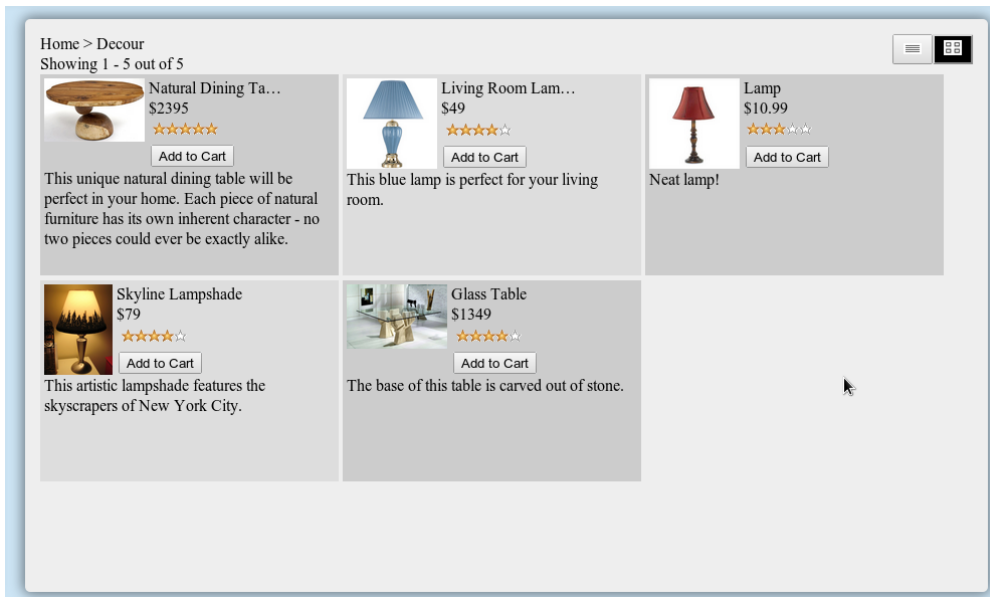 Home > Decour
Showing 1 - 5 out of 5
Natural Dining Ta...
$2395
Add to Cart
This unique natural dining table will be
perfect in your home. Each piece of natural
furniture has its own inherent character - no
two pieces could ever be exactly alike.
Living Room Lam...
$49
Add to Cart
This blue lamp is perfect for your living
room.
Lamp
$10.99
Add to Cart
Neat lamp!
Skyline Lampshade
$79
Add to Cart
This artistic lampshade features the
skyscrapers of New York City.
Glass Table
$1349
Add to Cart
The base of this table is carved out of stone.